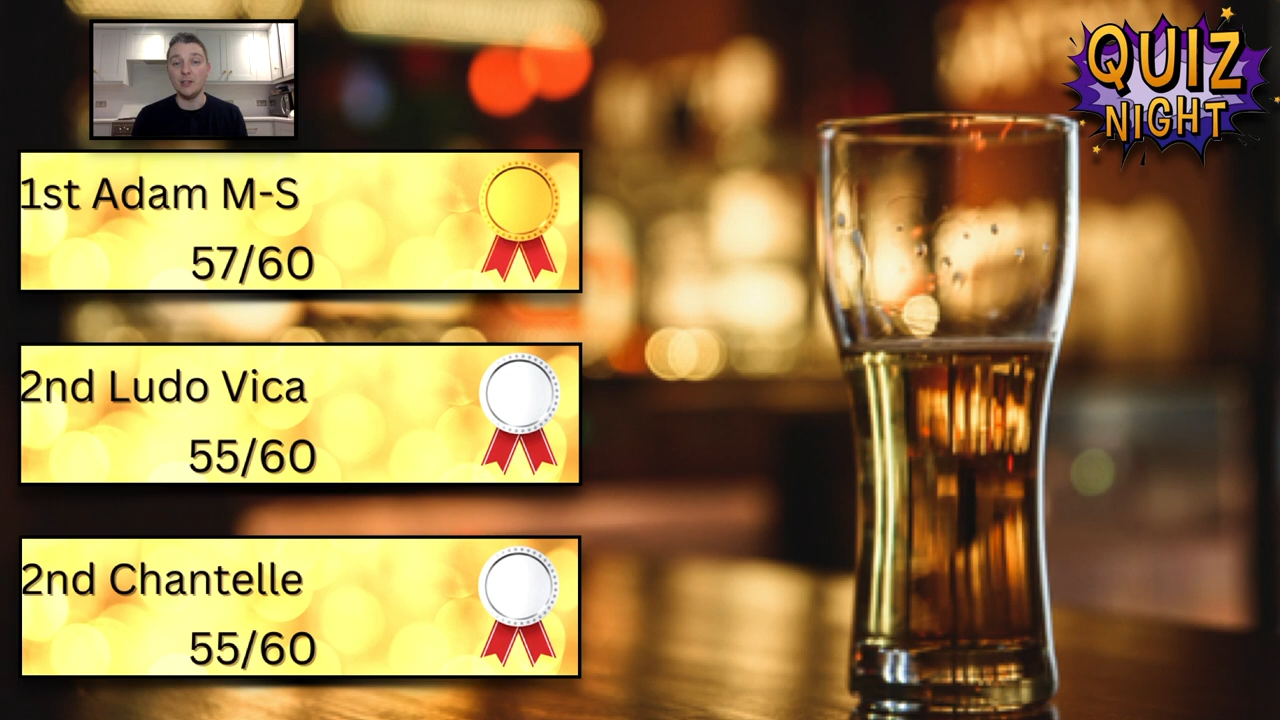 QUIZ
NIGHT
1st Adam M-S
57/60
2nd Ludo Vica
55/60
2nd Chantelle
55/60